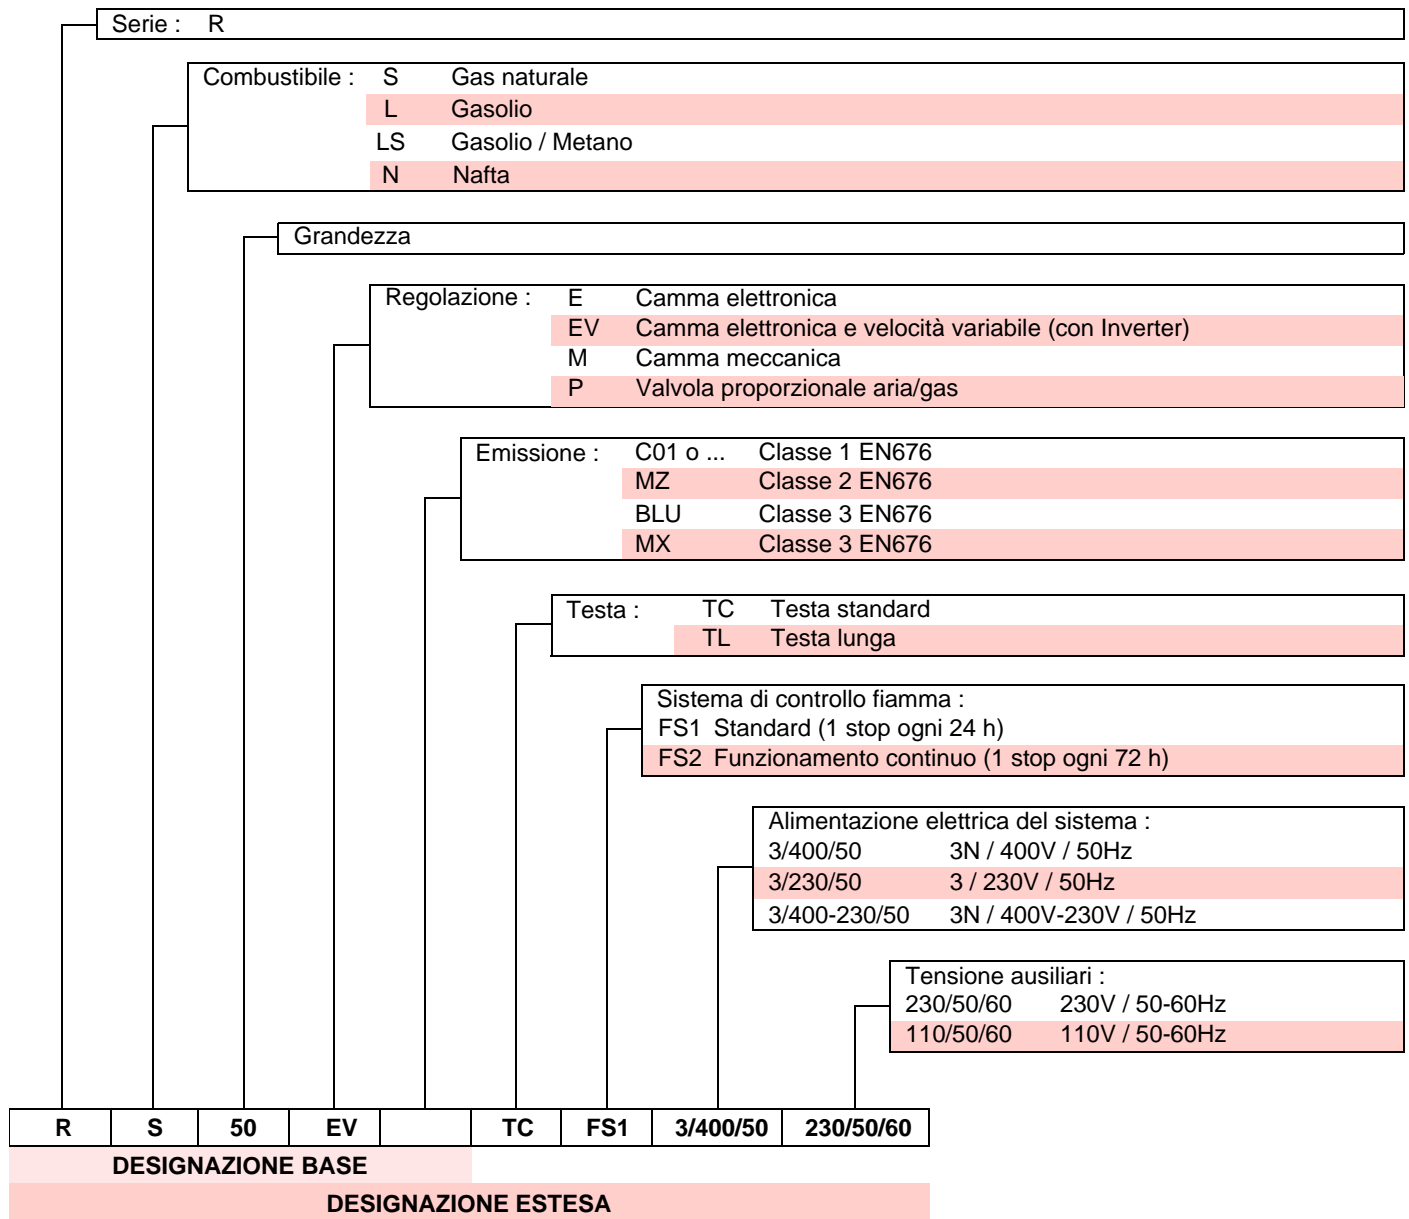 Serie : R
Combustibile : S Gas naturale
L Gasolio
LS Gasolio / Metano
N Nafta
Grandezza
Regolazione : E Camma elettronica
EV Camma elettronica e velocità variabile (con Inverter)
M Camma meccanica
P Valvola proporzionale aria/gas
Emissione : C01 o ... Classe 1 EN676
MZ Classe 2 EN676
BLU Classe 3 EN676
MX Classe 3 EN676
Testa : TC Testa standard
TL Testa lunga
Sistema di controllo fiamma :
FS1 Standard (1 stop ogni 24 h)
FS2 Funzionamento continuo (1 stop ogni 72 h)
Alimentazione elettrica del sistema :
3/400/50 3N / 400V / 50Hz
3/230/50 3 / 230V / 50Hz
3/400-230/50 3N / 400V-230V / 50Hz
Tensione ausiliari :
230/50/60 230V / 50-60Hz
110/50/60 110V / 50-60Hz
R S 50 EV TC FS1 3/400/50 230/50/60
DESIGNAZIONE BASE
DESIGNAZIONE ESTESA